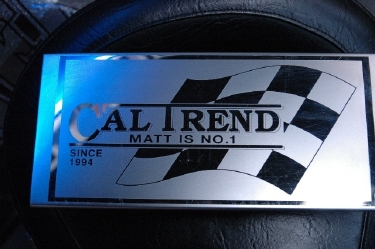 CAL TREND
MATT IS NO.1
SINCE
1994